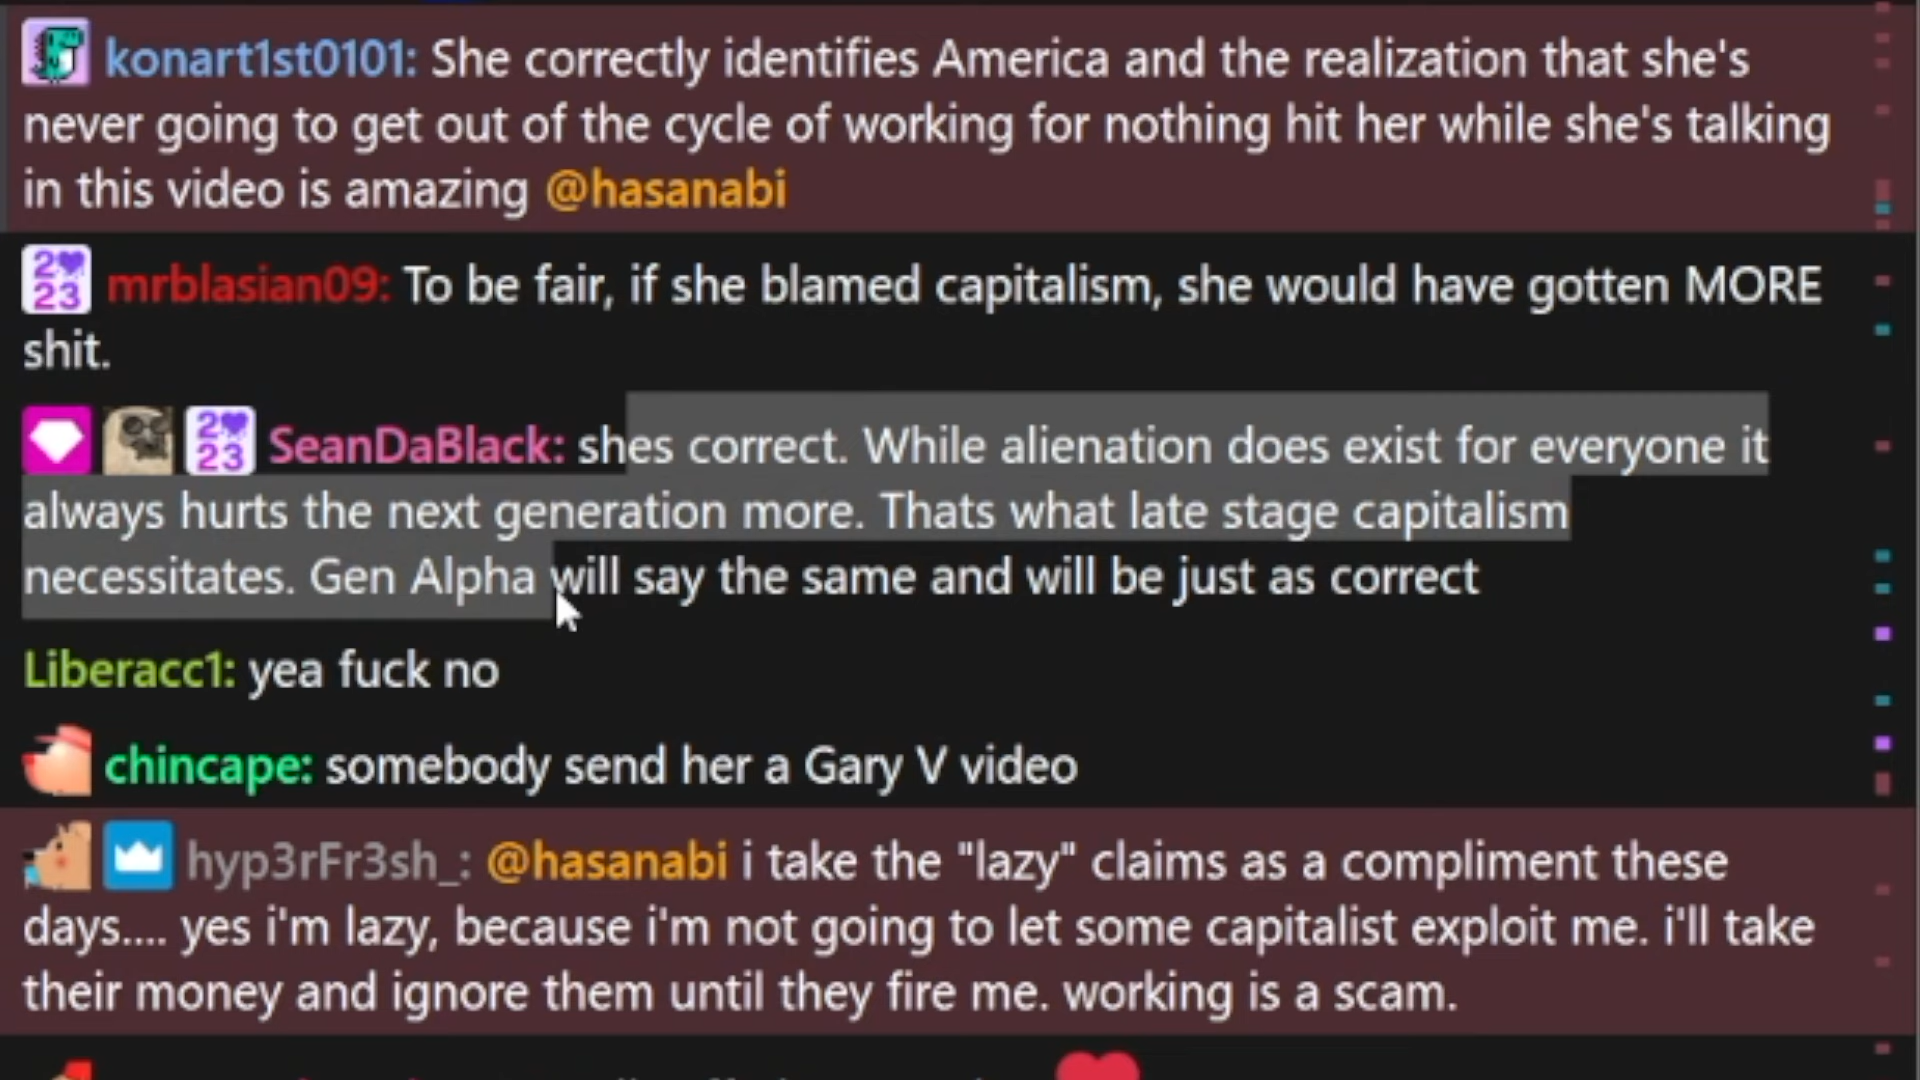 konart1st0101: She correctly identifies America and the realization that she's
never going to get out of the cycle of working for nothing hit her while she's talking
in this video is amazing @hasanabi
2 23 mrblasian09: To be fair, if she blamed capitalism, she would have gotten MORE
shit.
2 23 SeanDaBlack: shes correct. While alienation does exist for everyone it
always hurts the next generation more. Thats what late stage capitalism
necessitates. Gen Alpha will say the same and will be just as correct
Liberacc1: yea fuck no
chincape: somebody send her a Gary V video
hyp3rFr3sh_: @hasanabi i take the "lazy" claims as a compliment these
days.... yes i'm lazy, because i'm not going to let some capitalist exploit me. i'll take
their money and ignore them until they fire me. working is a scam.